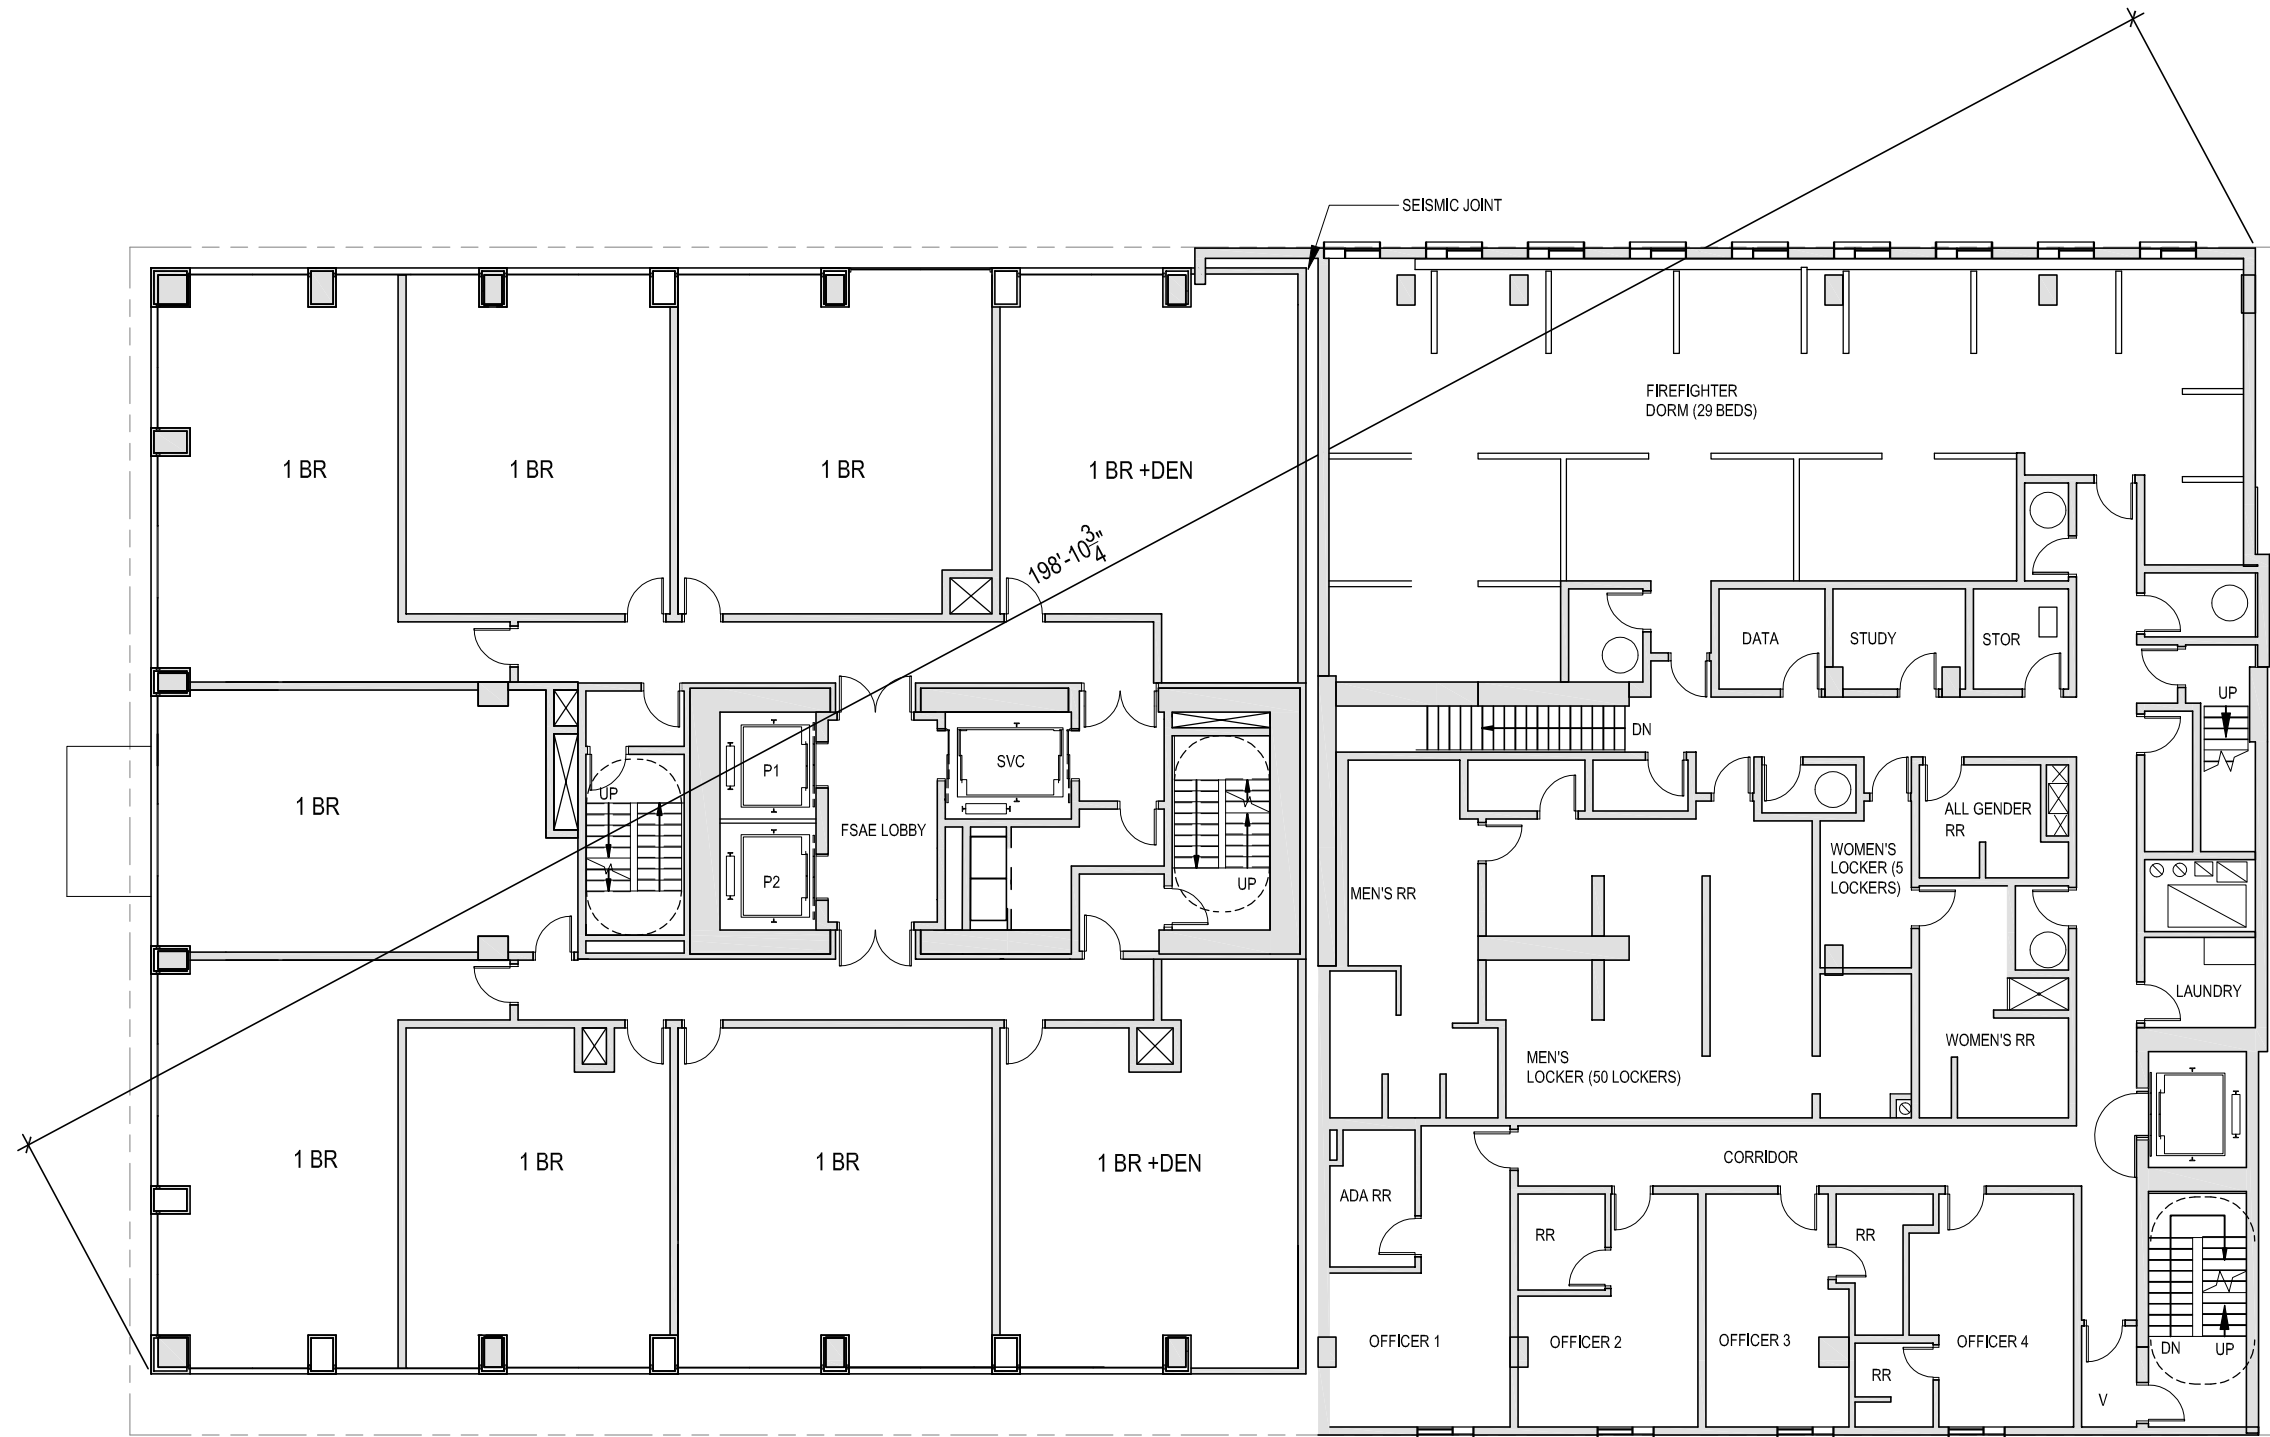 SEISMIC JOINT
FIREFIGHTER
DORM (29 BEDS)
1 BR
1 BR
1 BR
1 BR +DEN
198'-10 3/4"
DATA
STUDY
STOR
UP
DN
P1
SVC
UP
1 BR
FSAE LOBBY
P2
UP
ALL GENDER
RR
WOMEN'S
LOCKER (5
LOCKERS)
MEN'S RR
LAUNDRY
WOMEN'S RR
MEN'S
LOCKER (50 LOCKERS)
1 BR
1 BR
1 BR
1 BR +DEN
CORRIDOR
ADA RR
RR
RR
OFFICER 1
OFFICER 2
OFFICER 3
OFFICER 4
DN
UP
RR
V